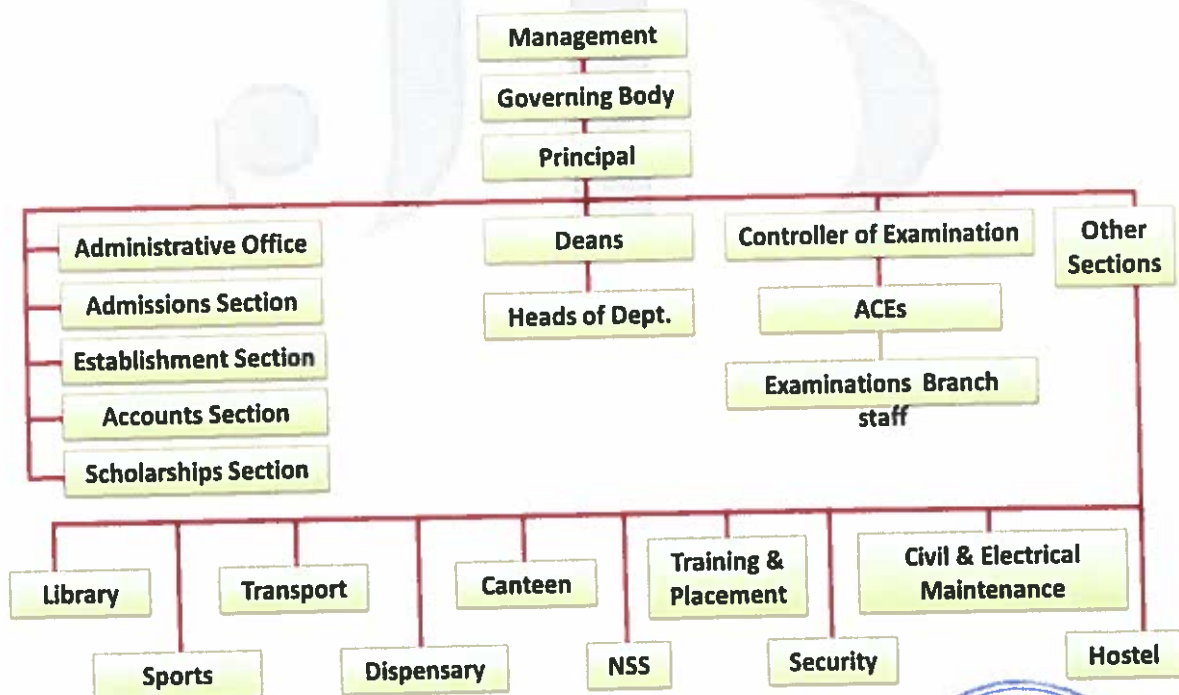 Management
Governing Body
Principal
Administrative Office
Admissions Section
Establishment Section
Accounts Section
Scholarships Section
Deans
Heads of Dept.
Controller of Examination
ACEs
Examinations Branch
staff
Other
Sections
Library
Sports
Transport
Dispensary
Canteen
NSS
Training &
Placement
Security
Civil & Electrical
Maintenance
Hostel